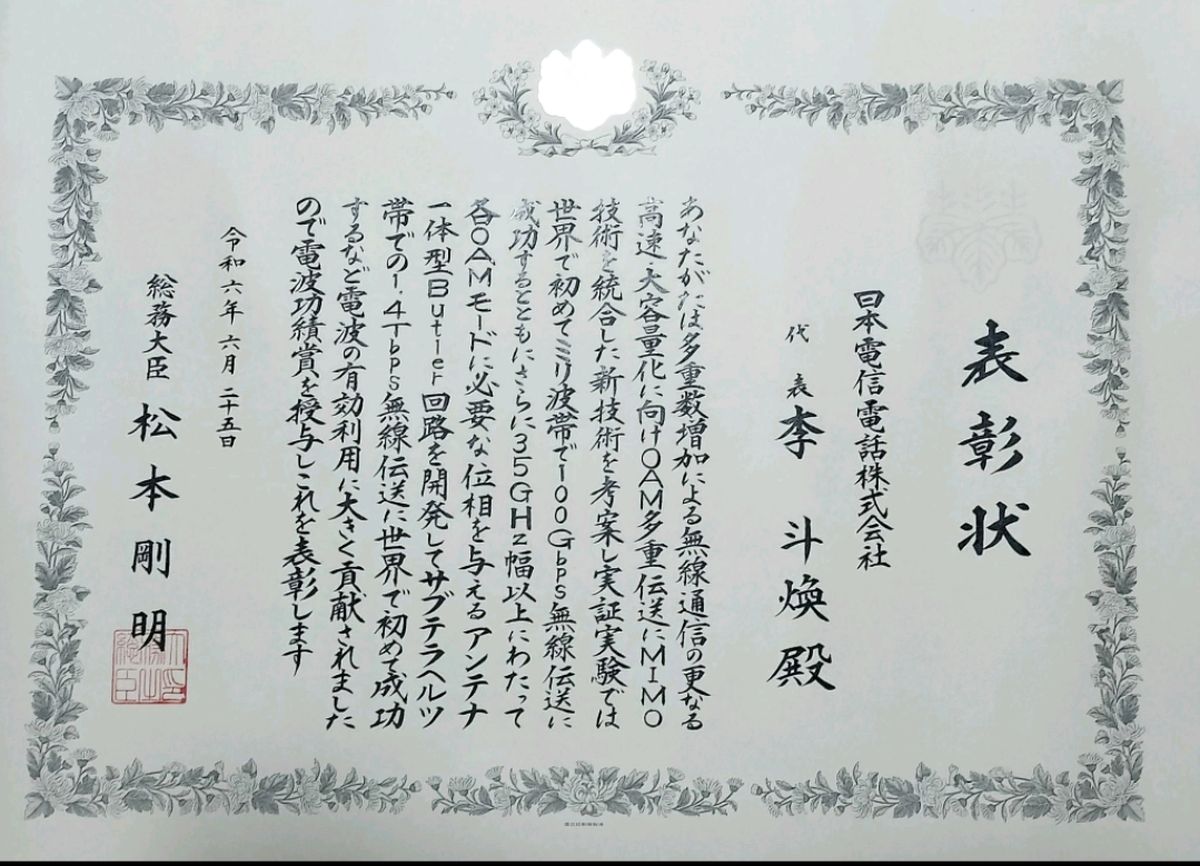 表彰状
日本電信電話株式会社
代表 李斗煥殿
あなたがたは多重数増加による無線通信の更なる
高速・大容量化に向けOAM多重伝送にMIMO
技術を統合した新技術を考案し実証実験では
世界で初めてミリ波帯で100Gbps無線伝送に
成功するとともにさらに35GHz幅以上にわたって
各OAMモードに必要な位相を与えるアンテナ
一体型Butler回路を開発してサブテラヘルツ
帯での1.4Tbps無線伝送に世界で初めて成功
するなど電波の有効利用に大きく貢献されました
ので電波功績賞を授与しこれを表彰します
令和六年六月二十五日
総務大臣 松本剛明
総務大臣之印